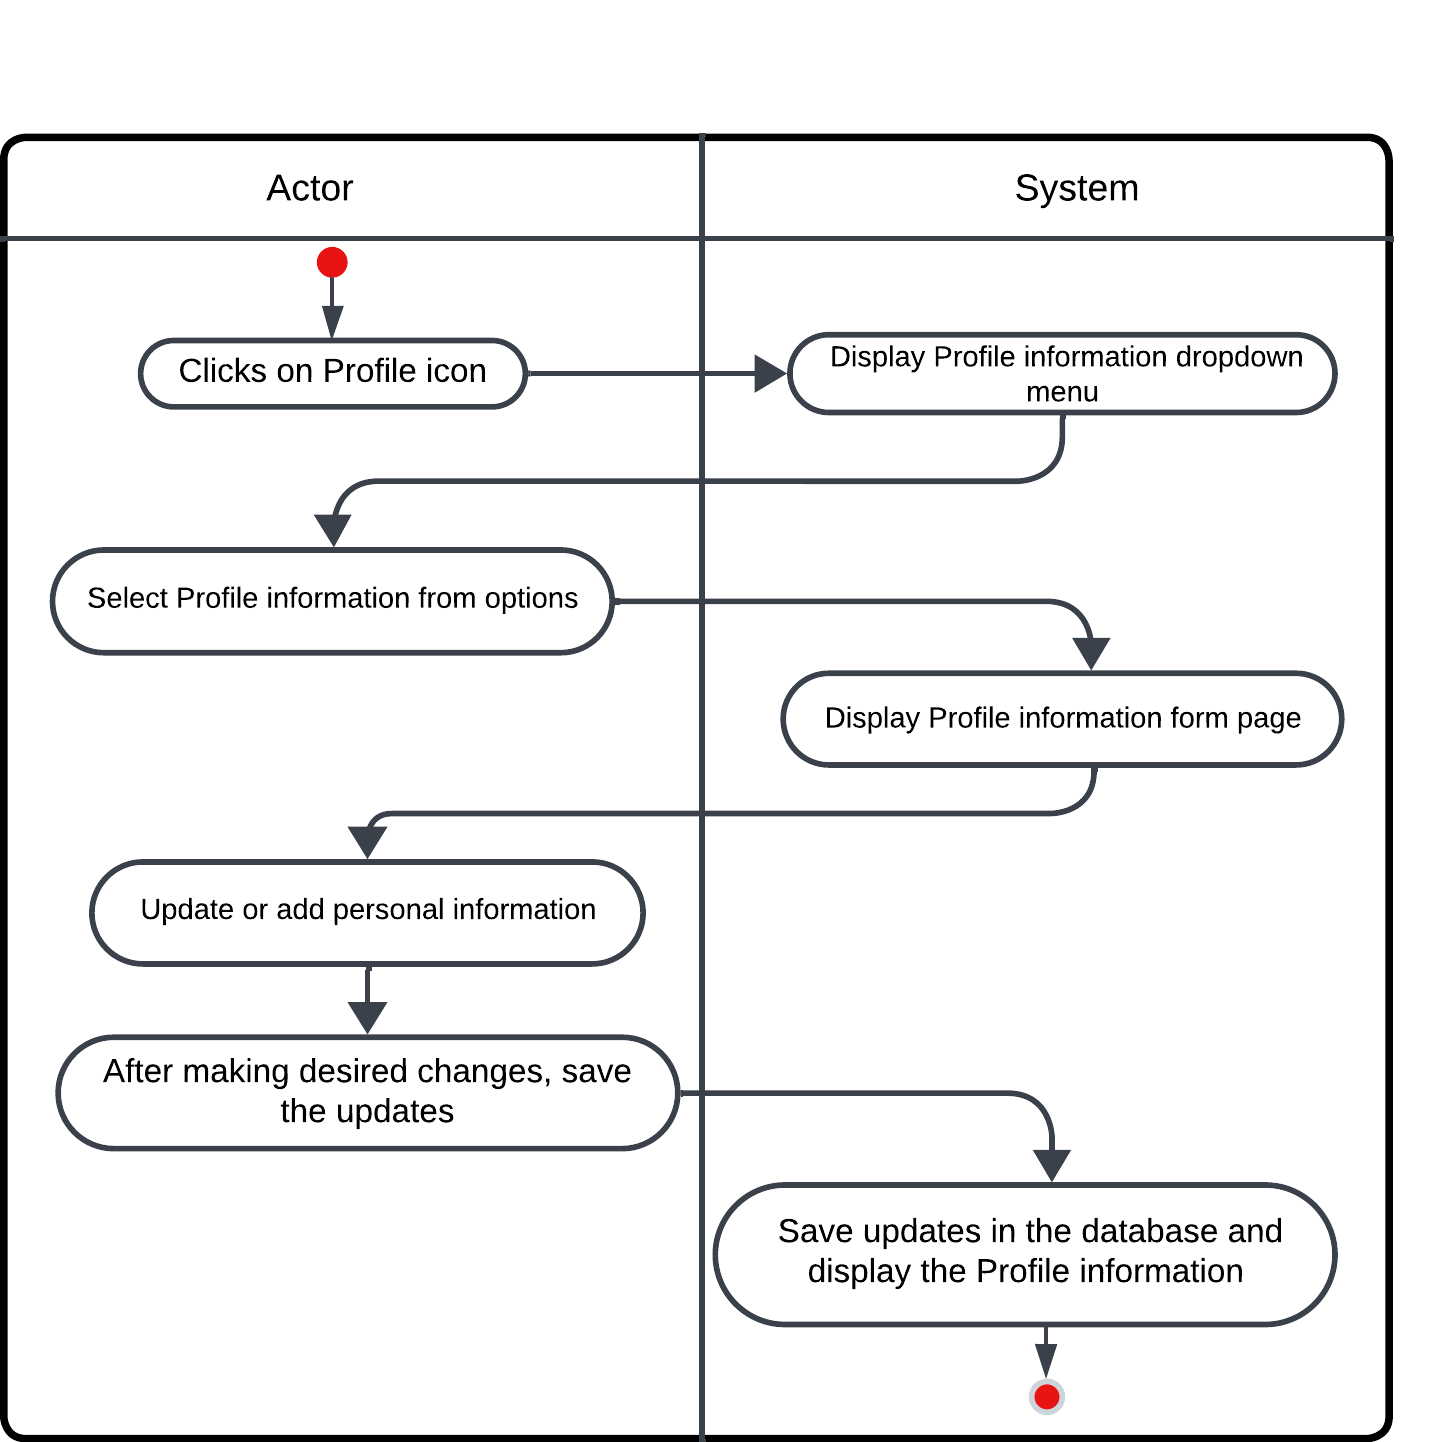 Actor
System
Clicks on Profile icon
Display Profile information dropdown
menu
Select Profile information from options
Display Profile information form page
Update or add personal information
After making desired changes, save
the updates
Save updates in the database and
display the Profile information